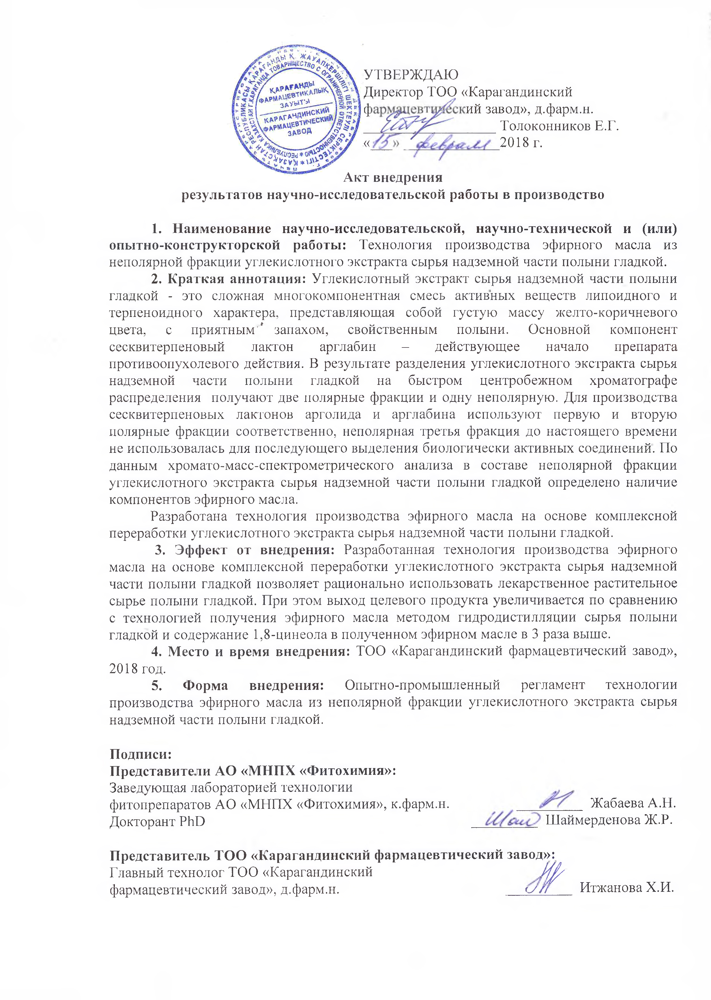 УТВЕРЖДАЮ
Директор ТОО «Карагандинский
фармацевтический завод», д.фарм.н.
Толоконников Е.Г.
«15» февраля 2018 г.
ҚАРАҒАНДЫ
ФАРМАЦЕВТИКАЛЫҚ
ЗАУЫТЫ
КАРАГАНДИНСКИЙ
ФАРМАЦЕВТИЧЕСКИЙ
ЗАВОД
ҚАЗАҚСТАН РЕСПУБЛИКАСЫ ҚАРАҒАНДЫ Қ. ЖАУАПКЕРШІЛІГІ ШЕКТЕУЛІ СЕРІКТЕСТІГІ
РЕСПУБЛИКА КАЗАХСТАН Г.КАРАГАНДА ТОВАРИЩЕСТВО С ОГРАНИЧЕННОЙ ОТВЕТСТВЕННОСТЬЮ
Акт внедрения
результатов научно-исследовательской работы в производство
1. Наименование научно-исследовательской, научно-технической и (или)
опытно-конструкторской работы: Технология производства эфирного масла из
неполярной фракции углекислотного экстракта сырья надземной части полыни гладкой.
2. Краткая аннотация: Углекислотный экстракт сырья надземной части полыни
гладкой - это сложная многокомпонентная смесь активных веществ липоидного и
терпеноидного характера, представляющая собой густую массу желто-коричневого
цвета, с приятным запахом, свойственным полыни. Основной компонент
сесквитерпеновый лактон арглабин – действующее начало препарата
противоопухолевого действия. В результате разделения углекислотного экстракта сырья
надземной части полыни гладкой на быстром центробежном хроматографе
распределения получают две полярные фракции и одну неполярную. Для производства
сесквитерпеновых лактонов арголида и арглабина используют первую и вторую
полярные фракции соответственно, неполярная третья фракция до настоящего времени
не использовалась для последующего выделения биологически активных соединений. По
данным хромато-масс-спектрометрического анализа в составе неполярной фракции
углекислотного экстракта сырья надземной части полыни гладкой определено наличие
компонентов эфирного масла.
Разработана технология производства эфирного масла на основе комплексной
переработки углекислотного экстракта сырья надземной части полыни гладкой.
3. Эффект от внедрения: Разработанная технология производства эфирного
масла на основе комплексной переработки углекислотного экстракта сырья надземной
части полыни гладкой позволяет рационально использовать лекарственное растительное
сырье полыни гладкой. При этом выход целевого продукта увеличивается по сравнению
с технологией получения эфирного масла методом гидродистилляции сырья полыни
гладкой и содержание 1,8-цинеола в полученном эфирном масле в 3 раза выше.
4. Место и время внедрения: ТОО «Карагандинский фармацевтический завод»,
2018 год.
5. Форма внедрения: Опытно-промышленный регламент технологии
производства эфирного масла из неполярной фракции углекислотного экстракта сырья
надземной части полыни гладкой.
Подписи:
Представители АО «МНПХ «Фитохимия»:
Заведующая лабораторией технологии
фитопрепаратов АО «МНПХ «Фитохимия», к.фарм.н. Жабаева А.Н.
Докторант PhD Шаймерденова Ж.Р.
Представитель ТОО «Карагандинский фармацевтический завод»:
Главный технолог ТОО «Карагандинский
фармацевтический завод», д.фарм.н. Итжанова Х.И.